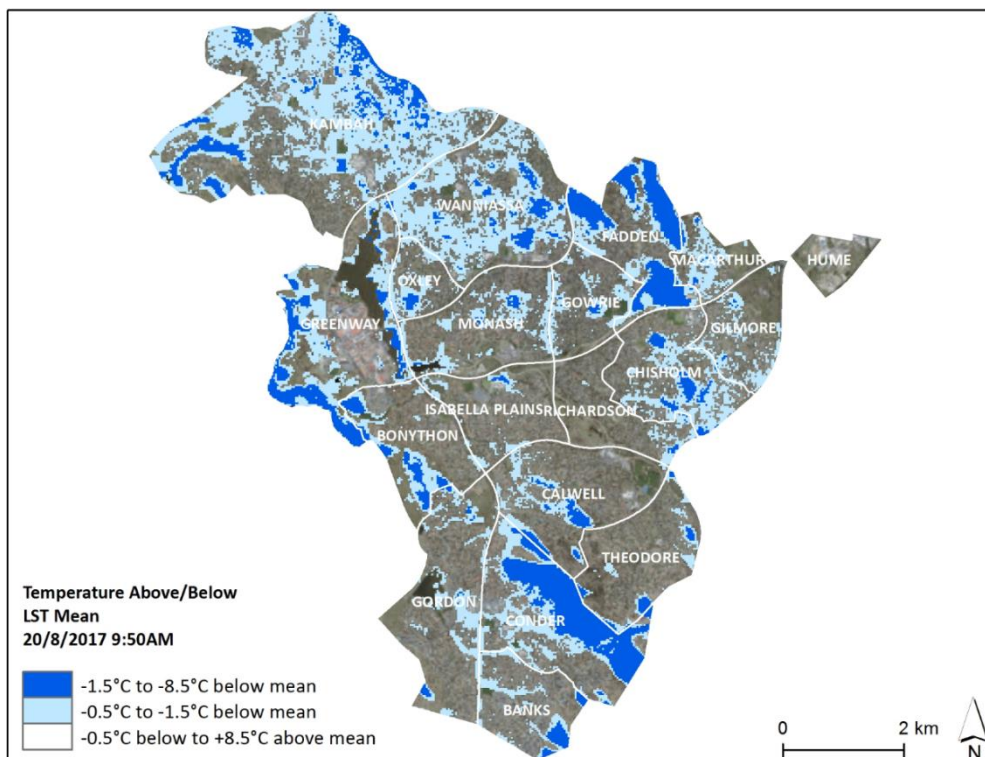 KAMBAH
WANNIASSA
FADDEN
MACARTHUR
HUME
OXLEY
GOWRIE
GREENWAY
MONASH
GILMORE
CHISHOLM
ISABELLA PLAINS
RICHARDSON
BONYTHON
CALWELL
THEODORE
GORDON
CONDER
BANKS
Temperature Above/Below
LST Mean
20/8/2017 9:50AM
-1.5°C to -8.5°C below mean
-0.5°C to -1.5°C below mean
-0.5°C below to +8.5°C above mean
0 2 km
N